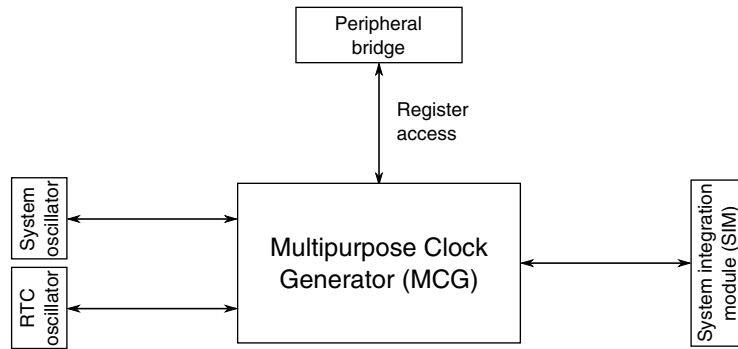 Peripheral
bridge
Register
access
System
oscillator
RTC
oscillator
Multipurpose Clock
Generator (MCG)
System integration
module (SIM)